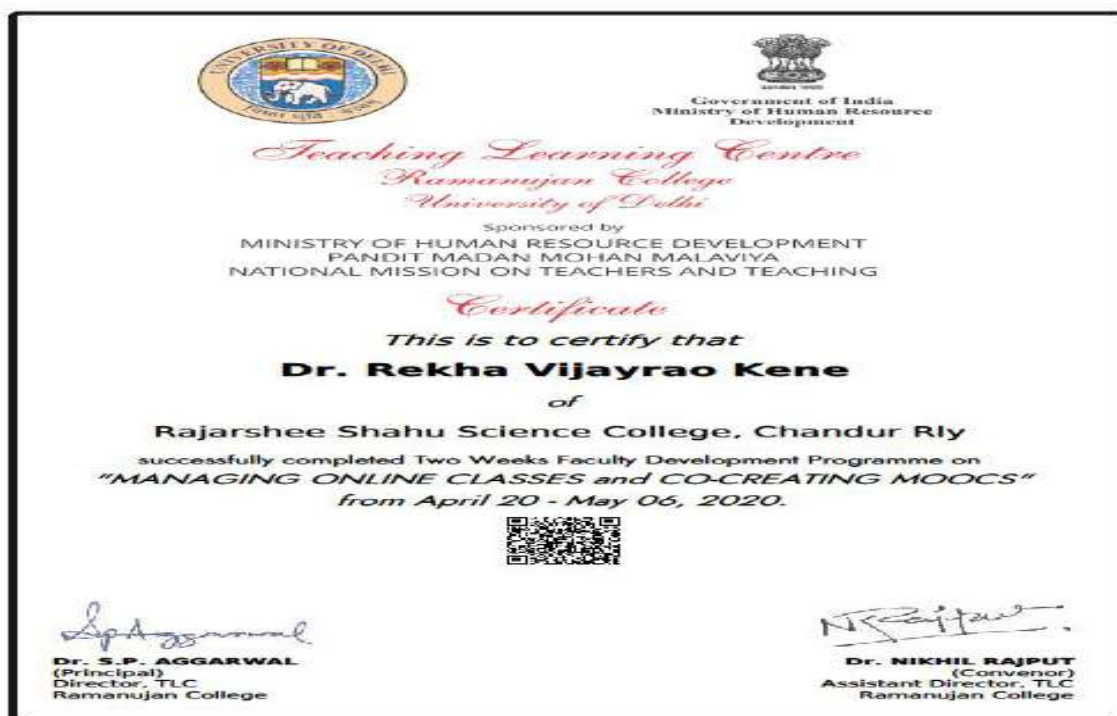 UNIVERSITY OF DELHI
Government of India
Ministry of Human Resource
Development
Teaching Learning Centre
Ramanujan College
University of Delhi
Sponsored by
MINISTRY OF HUMAN RESOURCE DEVELOPMENT
PANDIT MADAN MOHAN MALAVIYA
NATIONAL MISSION ON TEACHERS AND TEACHING
Certificate
This is to certify that
Dr. Rekha Vijayrao Kene
of
Rajarshee Shahu Science College, Chandur Rly
successfully completed Two Weeks Faculty Development Programme on
"MANAGING ONLINE CLASSES and CO-CREATING MOOCS"
from April 20 - May 06, 2020.
Dr. S.P. AGGARWAL
(Principal)
Director, TLC
Ramanujan College
Dr. NIKHIL RAJPUT
(Convenor)
Assistant Director, TLC
Ramanujan College